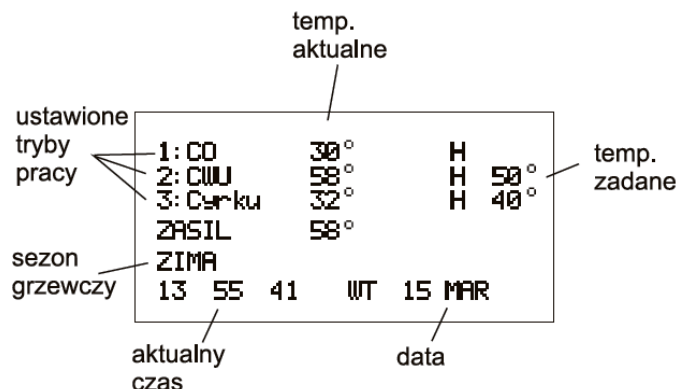 temp.
aktualne
ustawione
tryby
pracy
1:CO 30° H
2:CWU 58° H 50°
3:Cyrku 32° H 40°
ZASIL 58°
ZIMA
13 55 41 WT 15 MAR
temp.
zadane
sezon
grzewczy
aktualny
czas
data